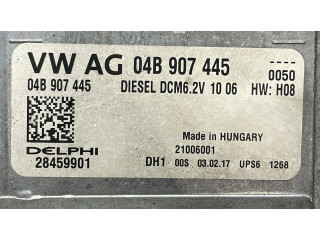 VW AG 04B 907 445 ----
0050
04B 907 445 DIESEL DCM6.2V 10 06 HW: H08
Made in HUNGARY
DELPHI 21006001
28459901 DH1 00S 03.02.17 UPS6 1268